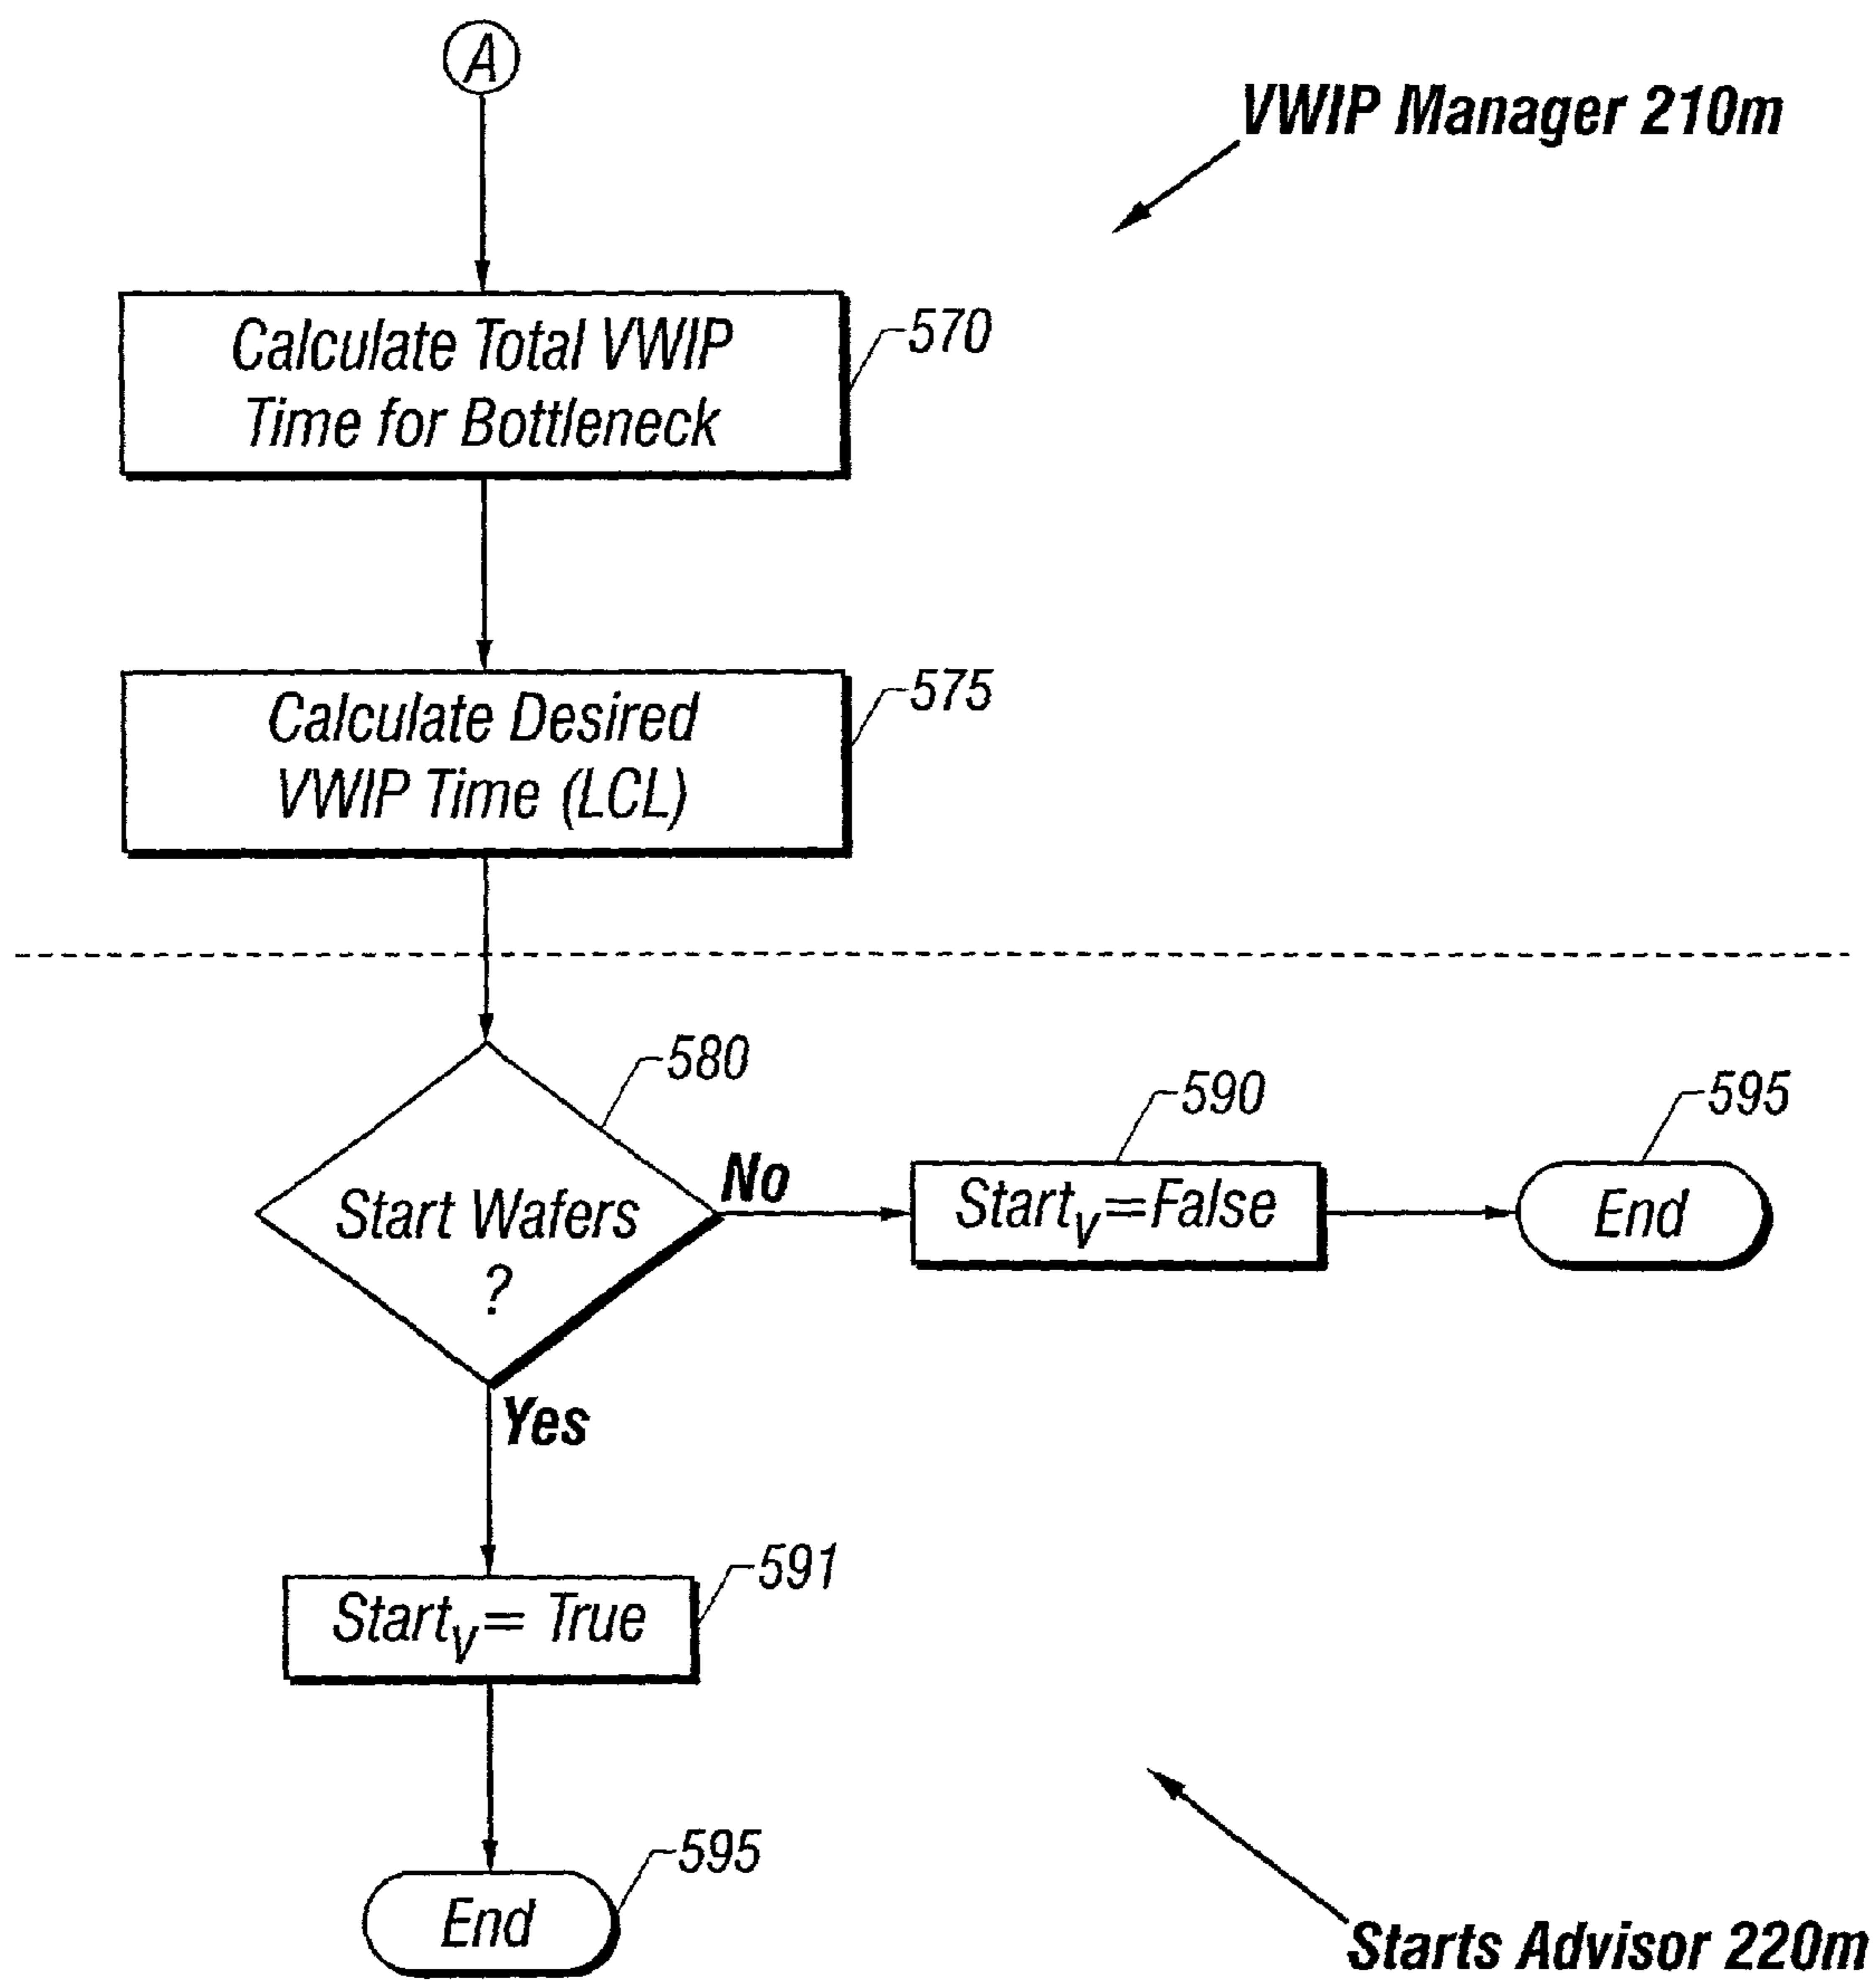 A
VWIP Manager 210m
Calculate Total VWIP
Time for Bottleneck
570
Calculate Desired
VWIP Time (LCL)
575
580
Start Wafers
?
No
590
StartV=False
595
End
Yes
591
StartV= True
595
End
Starts Advisor 220m